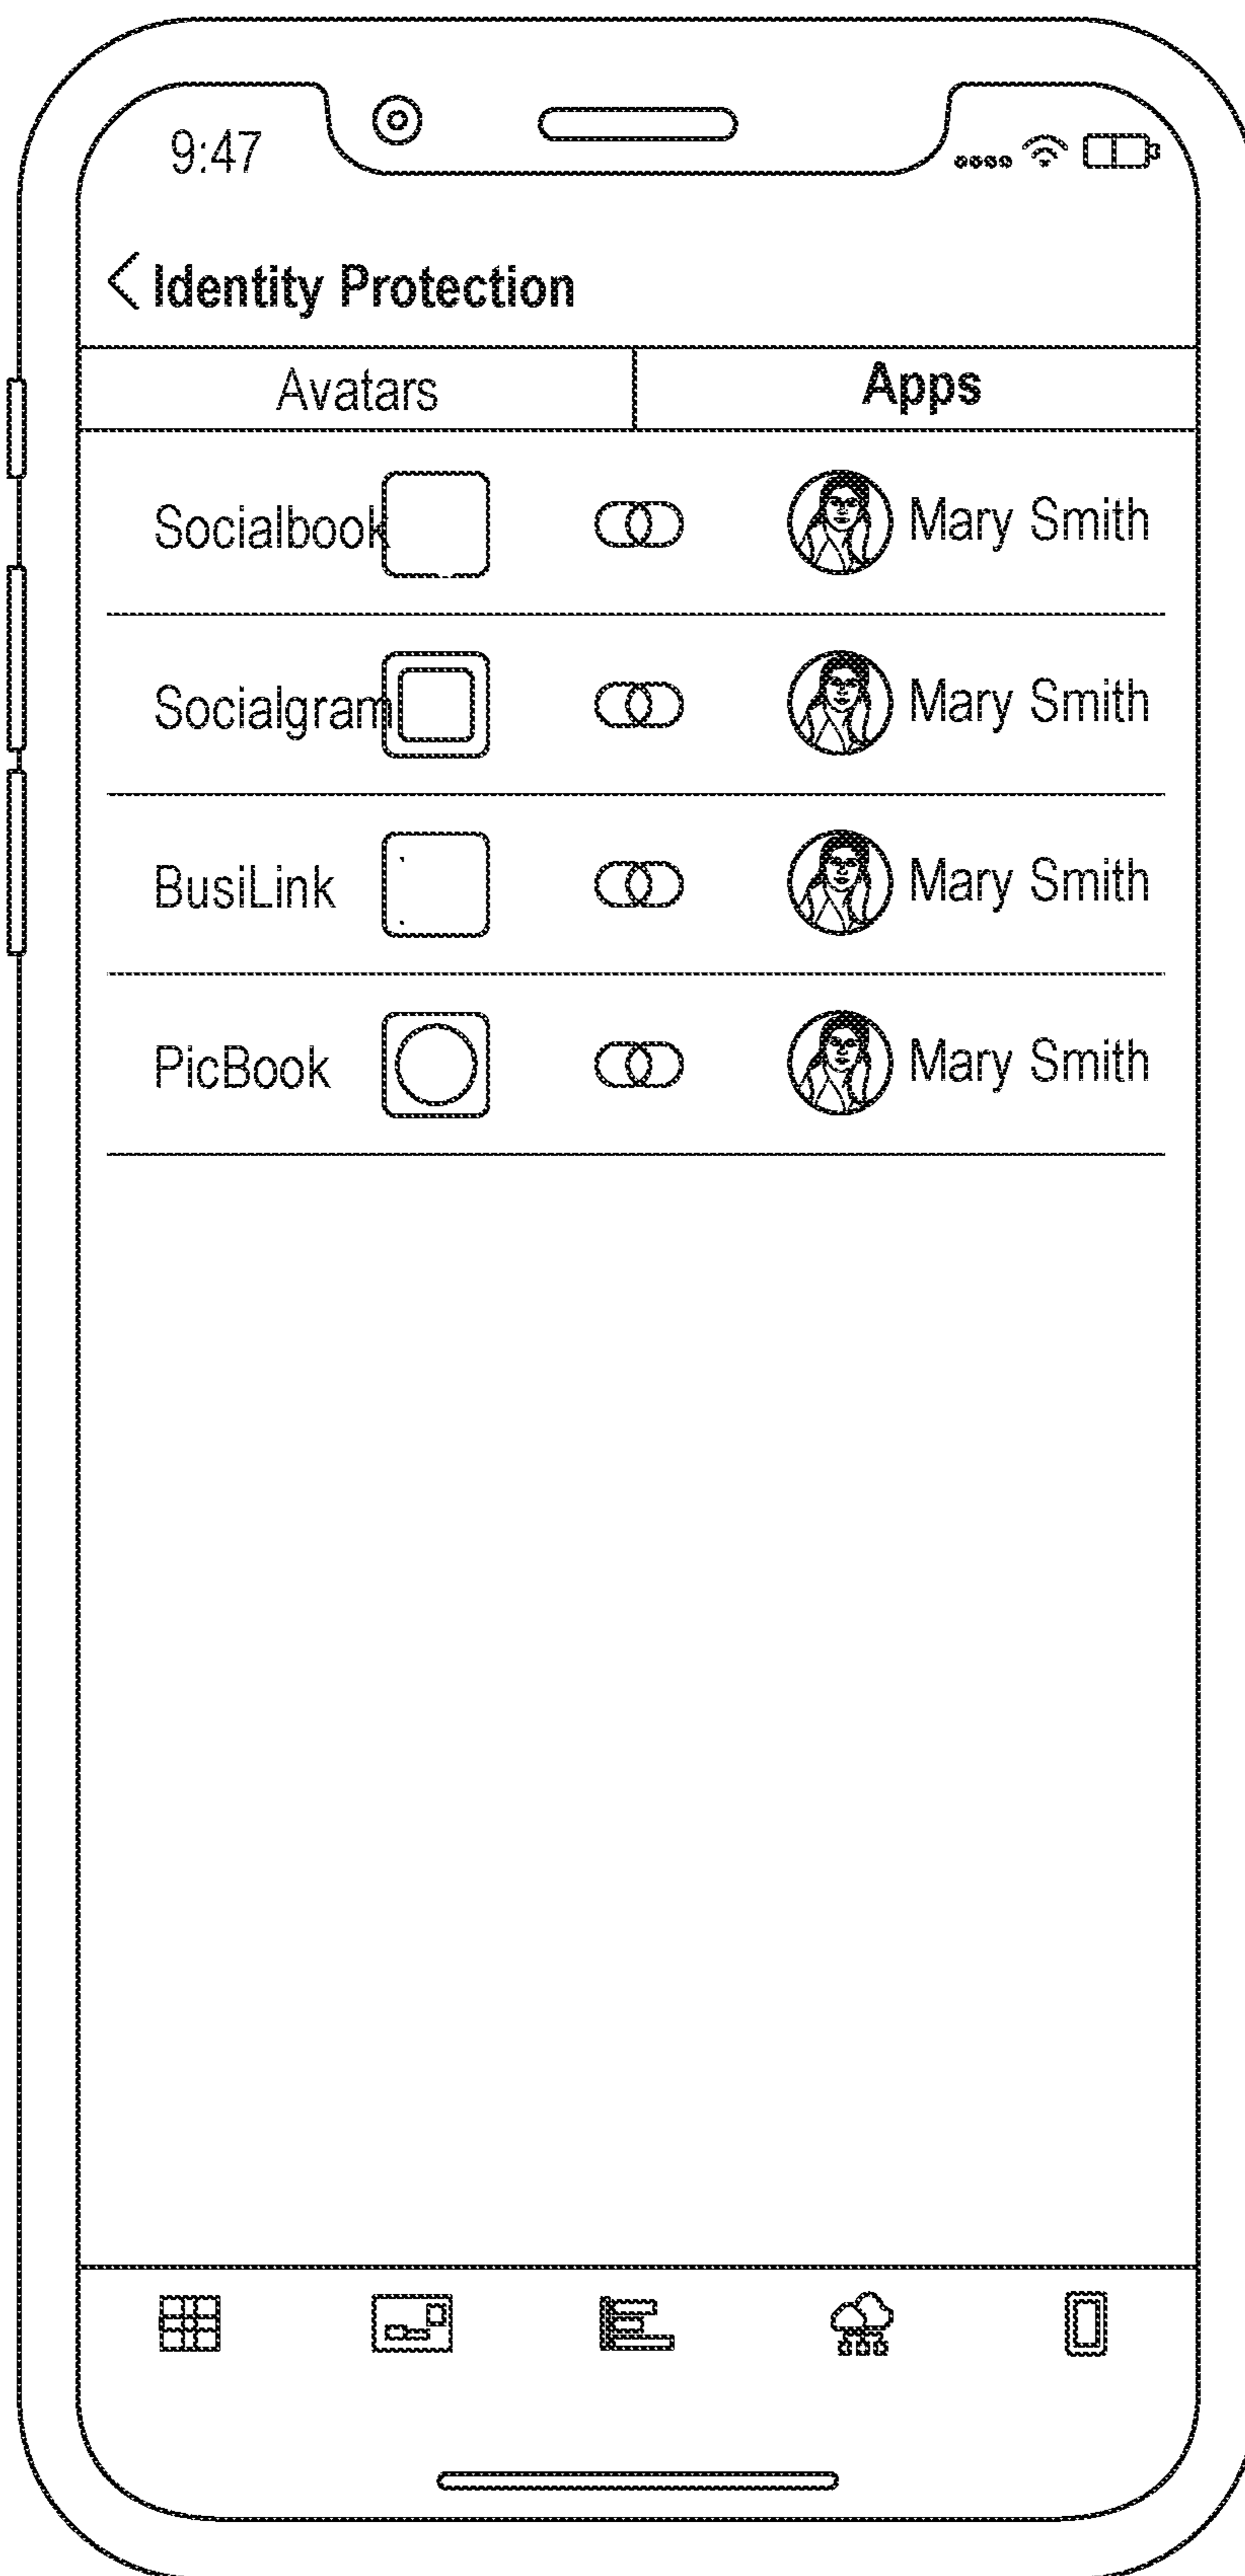 9:47
Identity Protection
Avatars Apps
Socialbook Mary Smith
Socialgram Mary Smith
BusiLink Mary Smith
PicBook Mary Smith